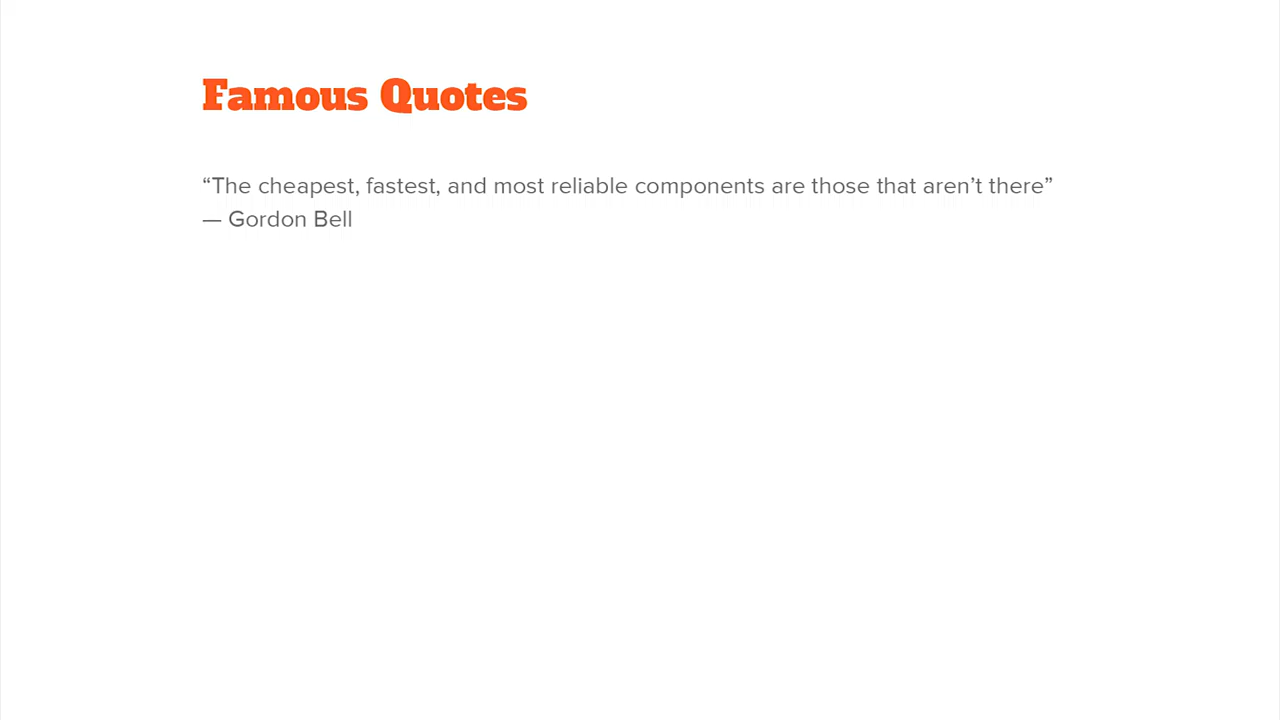 Famous Quotes
“The cheapest, fastest, and most reliable components are those that aren’t there”
— Gordon Bell